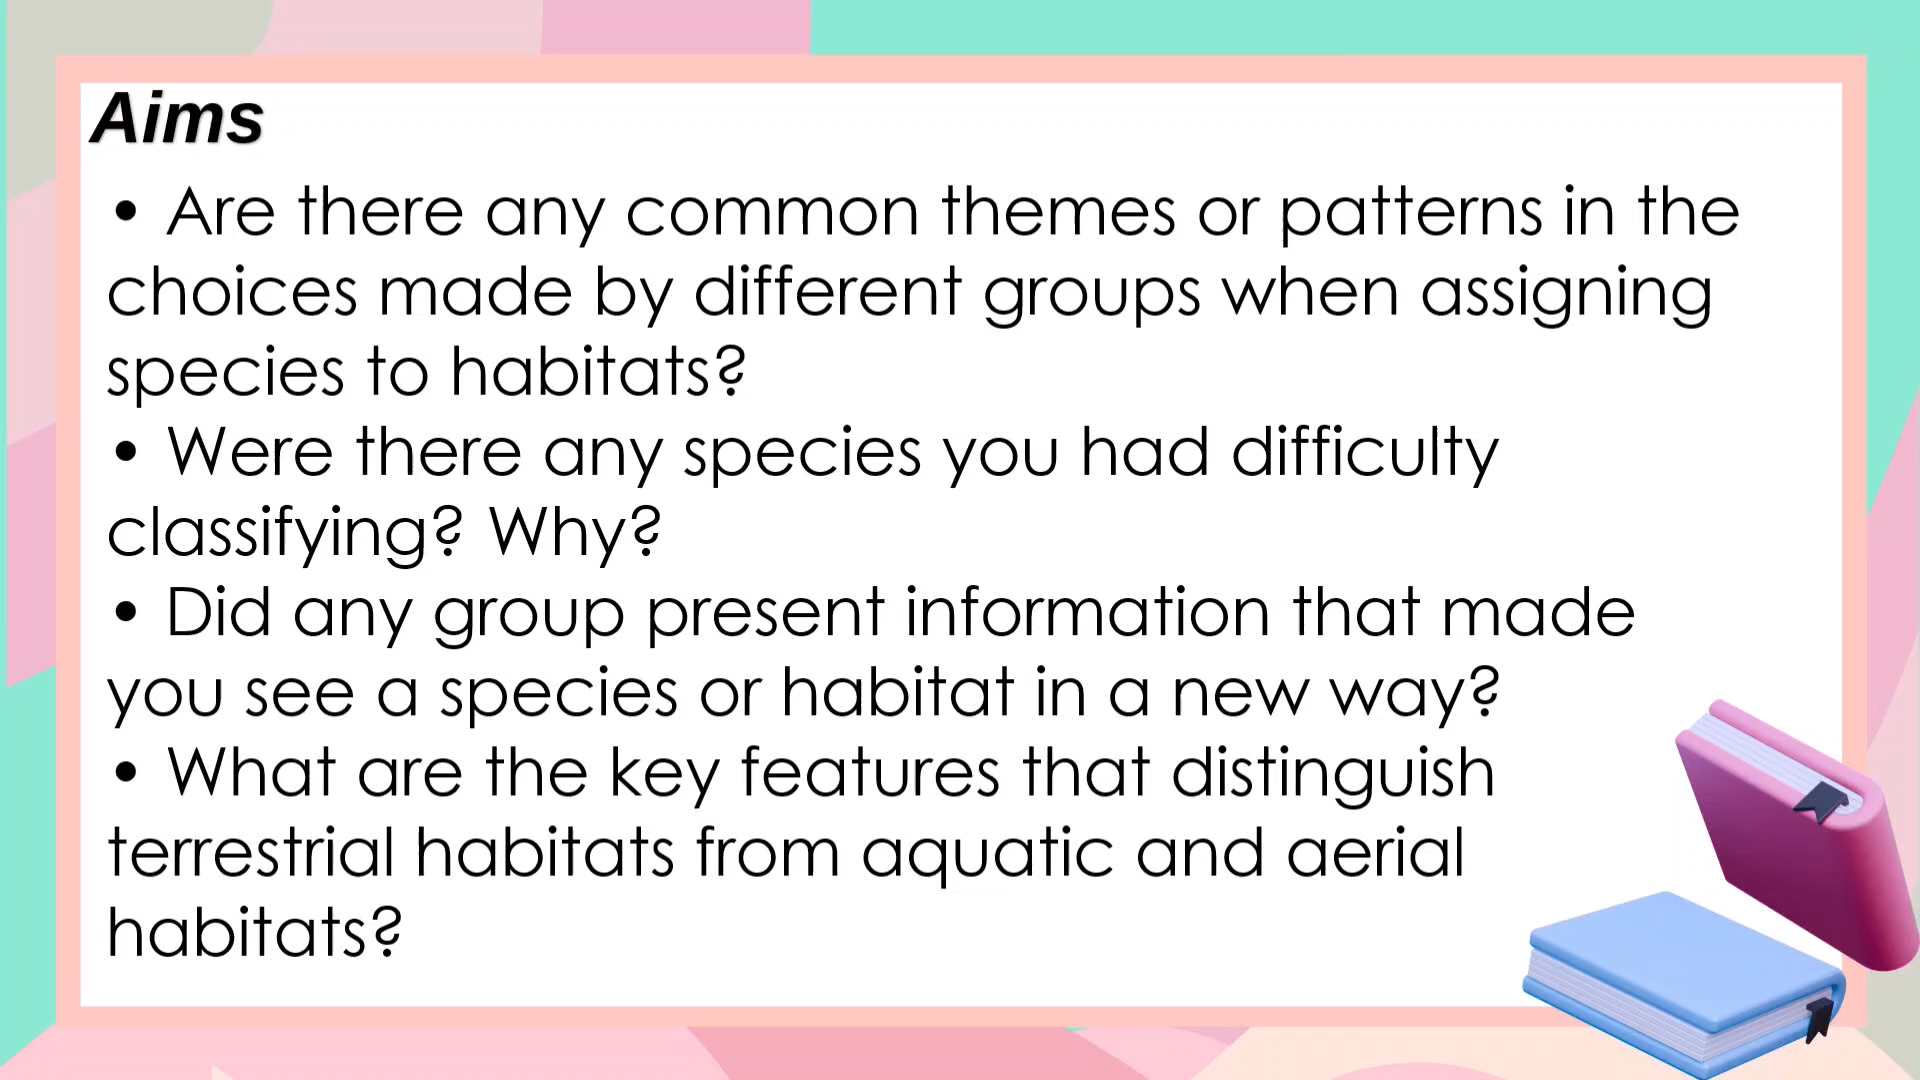 Aims
• Are there any common themes or patterns in the
choices made by different groups when assigning
species to habitats?
• Were there any species you had difficulty
classifying? Why?
• Did any group present information that made
you see a species or habitat in a new way?
• What are the key features that distinguish
terrestrial habitats from aquatic and aerial
habitats?